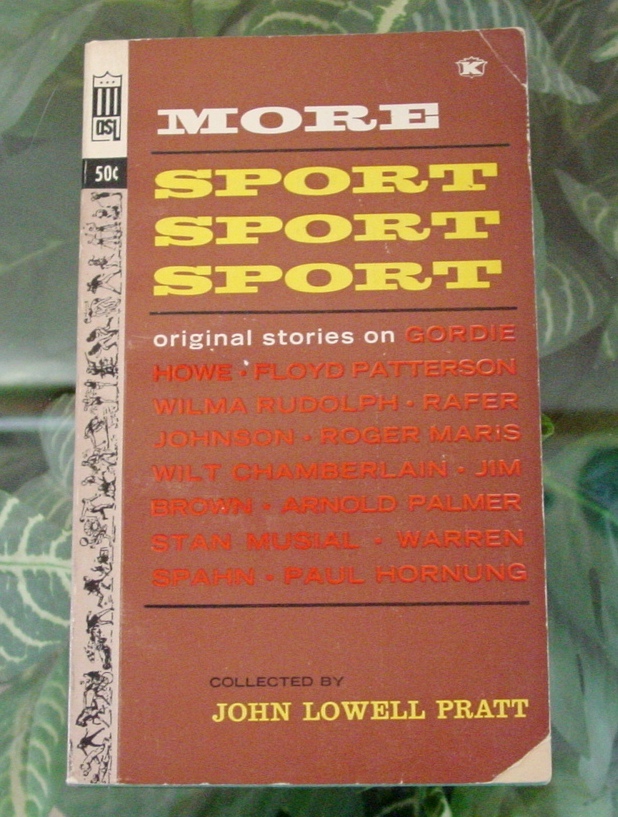 K
ASL
50¢
MORE
SPORT
SPORT
SPORT
original stories on GORDIE
HOWE • FLOYD PATTERSON
WILMA RUDOLPH • RAFER
JOHNSON • ROGER MARIS
WILT CHAMBERLAIN • JIM
BROWN • ARNOLD PALMER
STAN MUSIAL • WARREN
SPAHN • PAUL HORNUNG
COLLECTED BY
JOHN LOWELL PRATT